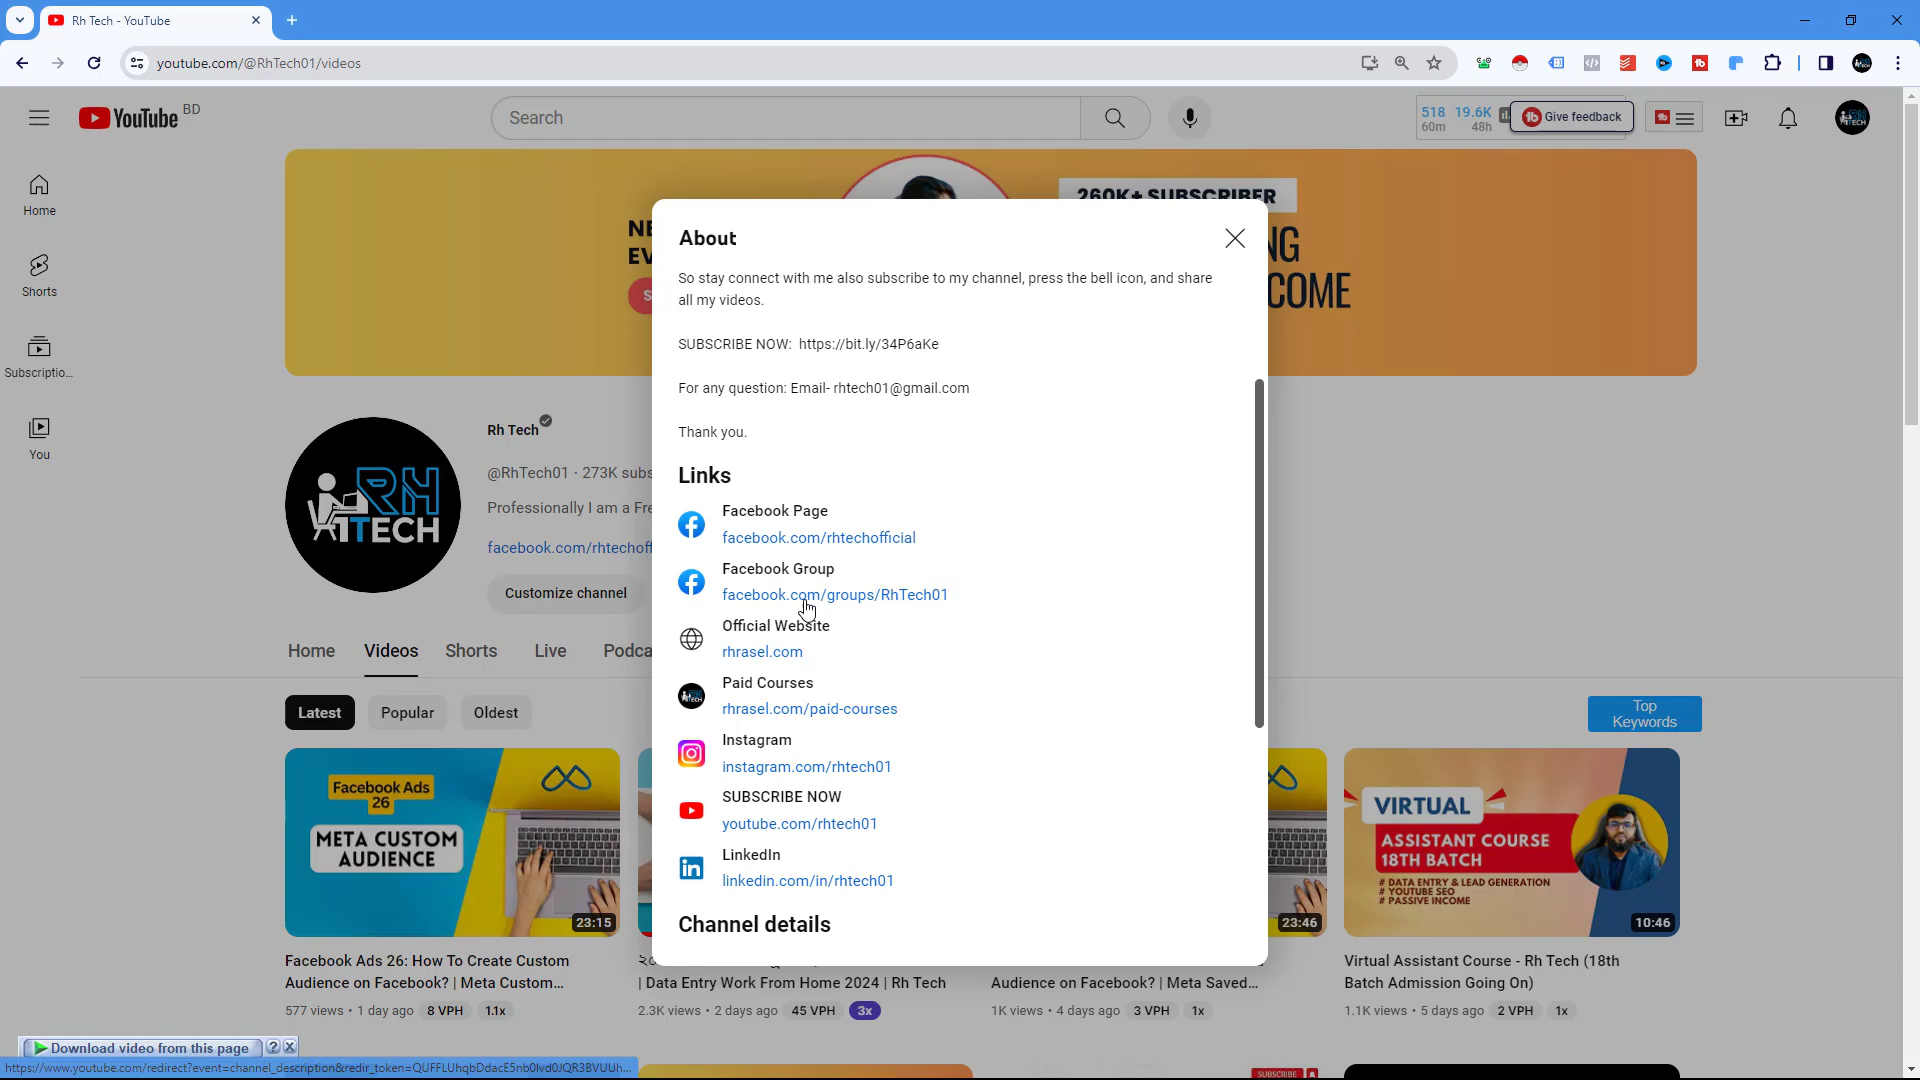 Rh Tech - YouTube
youtube.com/@RhTech01/videos
YouTube BD
Search
518 19.6K
60m 48h
Give feedback
Home
Shorts
Subscriptio...
You
260K+ SUBSCRIBER
NE
EV
S
NG
COME
RH
TECH
Rh Tech
@RhTech01 · 273K subs
Professionally I am a Fre
facebook.com/rhtechoff
Customize channel
Home Videos Shorts Live Podca
Latest Popular Oldest
Top
Keywords
About
So stay connect with me also subscribe to my channel, press the bell icon, and share
all my videos.
SUBSCRIBE NOW: https://bit.ly/34P6aKe
For any question: Email- rhtech01@gmail.com
Thank you.
Links
Facebook Page
facebook.com/rhtechofficial
Facebook Group
facebook.com/groups/RhTech01
Official Website
rhrasel.com
Paid Courses
rhrasel.com/paid-courses
Instagram
instagram.com/rhtech01
SUBSCRIBE NOW
youtube.com/rhtech01
LinkedIn
linkedin.com/in/rhtech01
Channel details
Facebook Ads
26
META CUSTOM
AUDIENCE
23:15
23:46
VIRTUAL
ASSISTANT COURSE
18TH BATCH
# DATA ENTRY & LEAD GENERATION
# YOUTUBE SEO
# PASSIVE INCOME
10:46
Facebook Ads 26: How To Create Custom
Audience on Facebook? | Meta Custom...
577 views • 1 day ago 8 VPH 1.1x
| Data Entry Work From Home 2024 | Rh Tech
2.3K views • 2 days ago 45 VPH 3x
Audience on Facebook? | Meta Saved...
1K views • 4 days ago 3 VPH 1x
Virtual Assistant Course - Rh Tech (18th
Batch Admission Going On)
1.1K views • 5 days ago 2 VPH 1x
SUBSCRIBE
Download video from this page